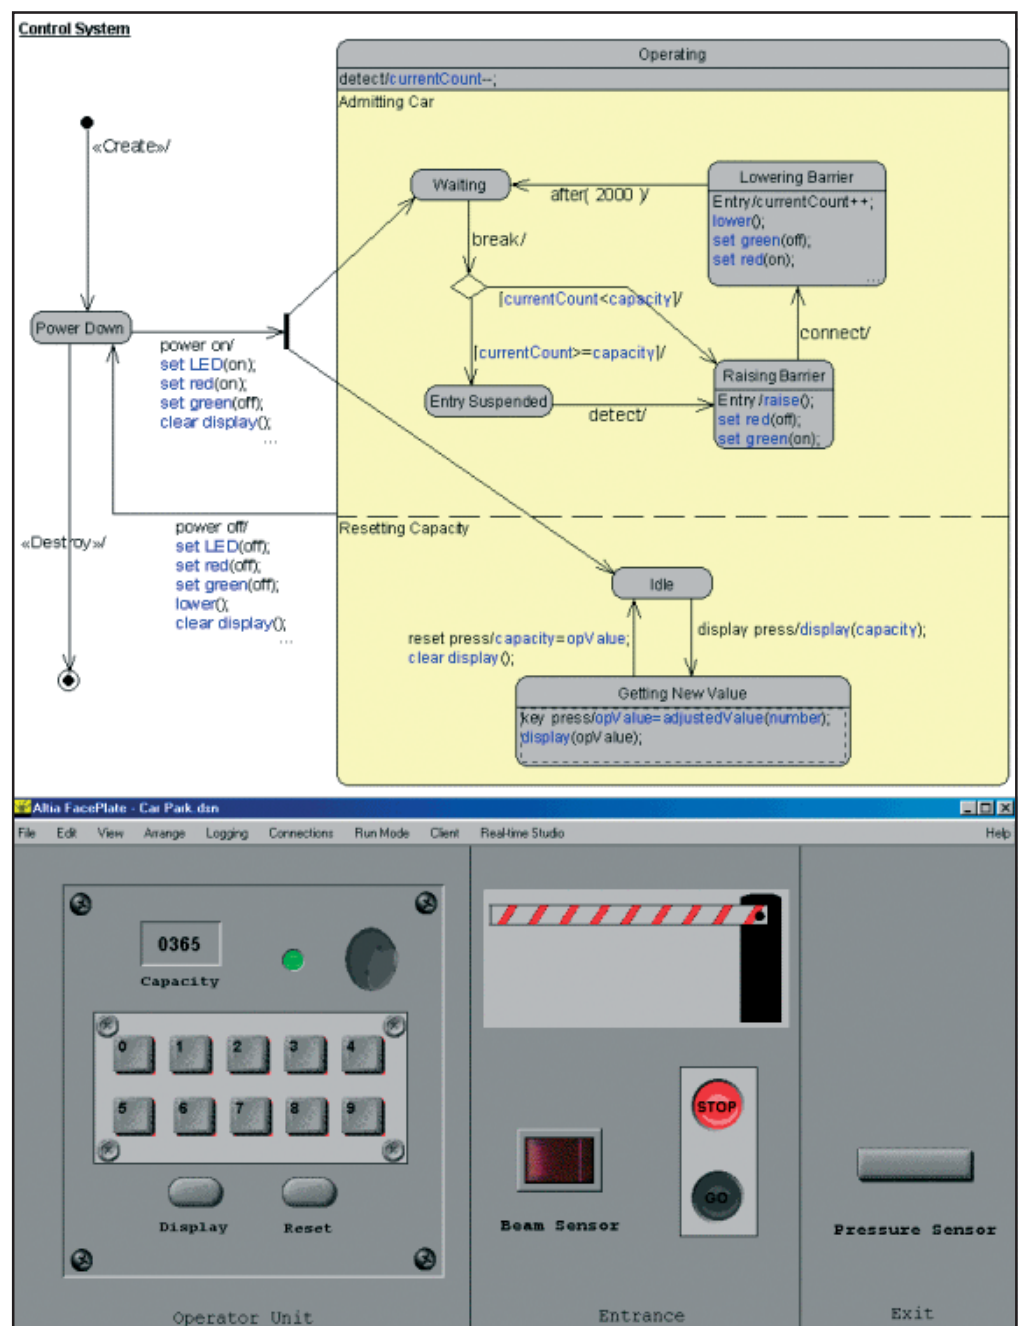 Control System
Operating
detect/currentCount--;
Admitting Car
«Create»/
Waiting
after( 2000 )/
Lowering Barrier
Entry/currentCount++;
lower();
set green(off);
set red(on);
...
break/
[currentCount<capacity]/
Power Down
power on/
set LED(on);
set red(on);
set green(off);
clear display();
...
[currentCount>=capacity]/
connect/
Entry Suspended
detect/
Raising Barrier
Entry/raise();
set red(off);
set green(on);
«Destroy»/
power off/
set LED(off);
set red(off);
set green(off);
lower();
clear display();
...
Resetting Capacity
Idle
reset press/capacity=opValue;
clear display();
display press/display(capacity);
Getting New Value
key press/opValue=adjustedValue(number);
display(opValue);
Altia FacePlate - Car Park.dsn
File Edit View Arrange Logging Connections Run Mode Client Real-time Studio Help
0365
Capacity
0 1 2 3 4
5 6 7 8 9
Display Reset
Operator Unit
STOP
GO
Beam Sensor
Entrance
Pressure Sensor
Exit